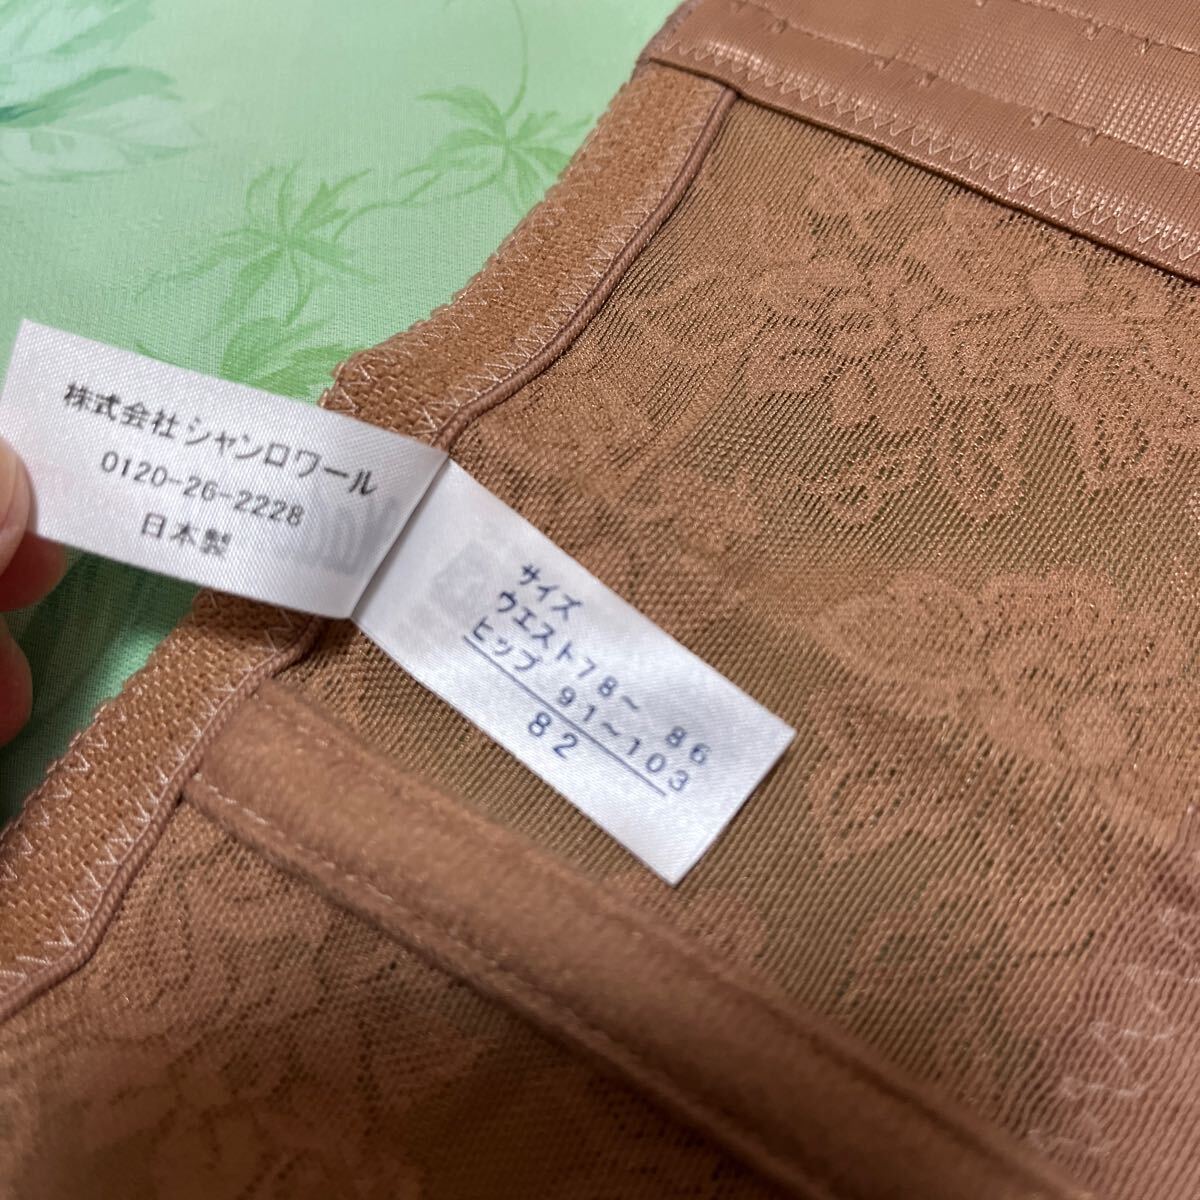 株式会社シャンロワール
0120-26-2228
日本製
サイズ
ウエスト78〜 86
ヒップ 91〜103
82